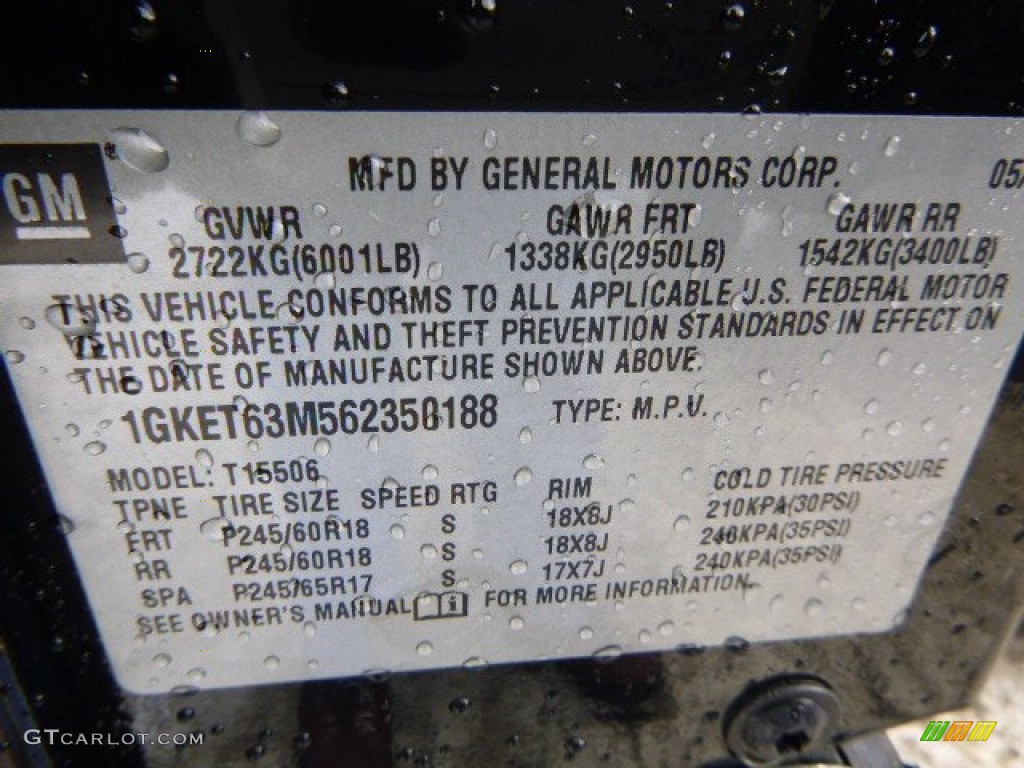 MFD BY GENERAL MOTORS CORP. 05/
GM
GVWR GAWR FRT GAWR RR
2722KG(6001LB) 1338KG(2950LB) 1542KG(3400LB)
THIS VEHICLE CONFORMS TO ALL APPLICABLE U.S. FEDERAL MOTOR
VEHICLE SAFETY AND THEFT PREVENTION STANDARDS IN EFFECT ON
THE DATE OF MANUFACTURE SHOWN ABOVE.
1GKET63M562350188 TYPE: M.P.V.
MODEL: T15506
TPNE TIRE SIZE SPEED RTG RIM COLD TIRE PRESSURE
FRT P245/60R18 S 18X8J 210KPA(30PSI)
RR P245/60R18 S 18X8J 240KPA(35PSI)
SPA P245/65R17 S 17X7J 240KPA(35PSI)
SEE OWNER'S MANUAL FOR MORE INFORMATION.
GTCARLOT.COM